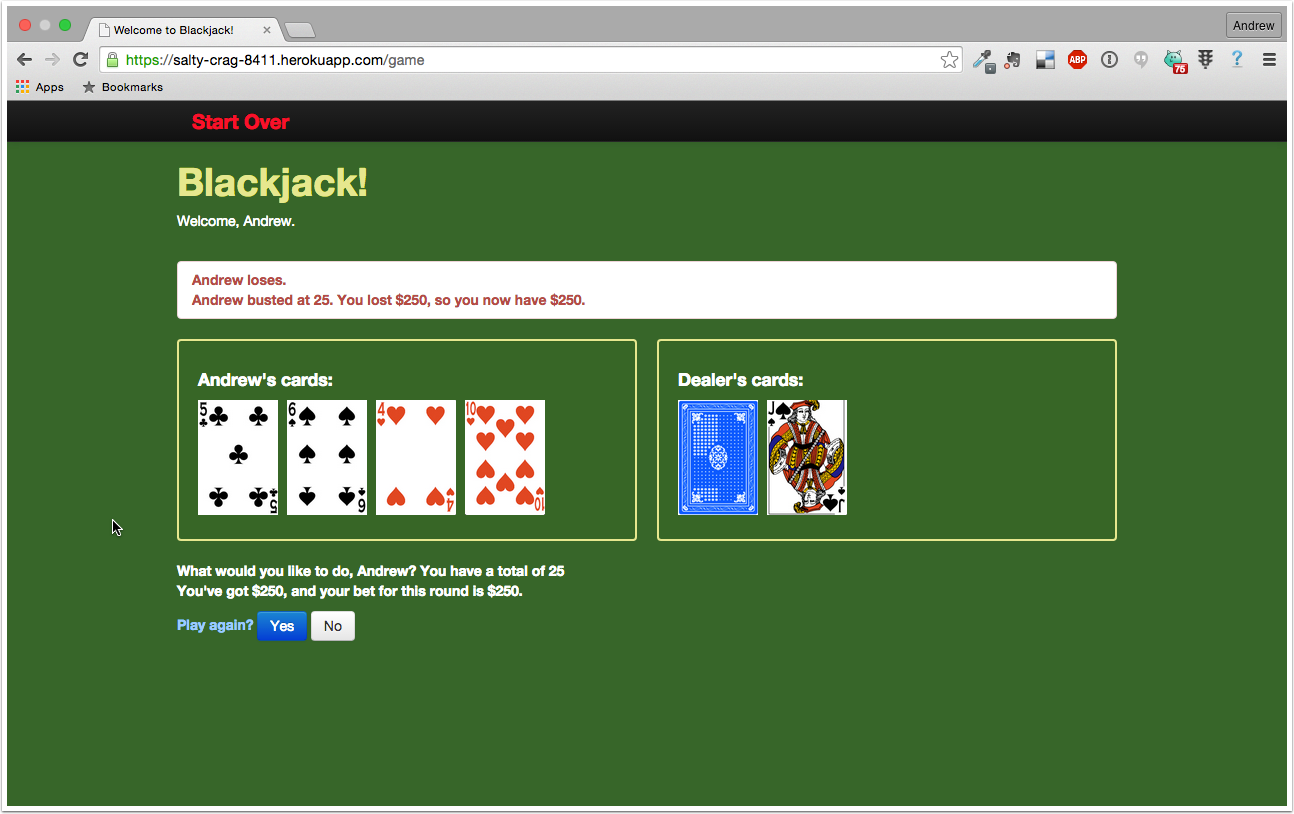 Welcome to Blackjack!
Andrew
https://salty-crag-8411.herokuapp.com/game
ABP
75
?
Apps
Bookmarks
Start Over
Blackjack!
Welcome, Andrew.
Andrew loses.
Andrew busted at 25. You lost $250, so you now have $250.
Andrew's cards:
Dealer's cards:
5 6 4 10 J
5 6 4 10 J
What would you like to do, Andrew? You have a total of 25
You've got $250, and your bet for this round is $250.
Play again? Yes No